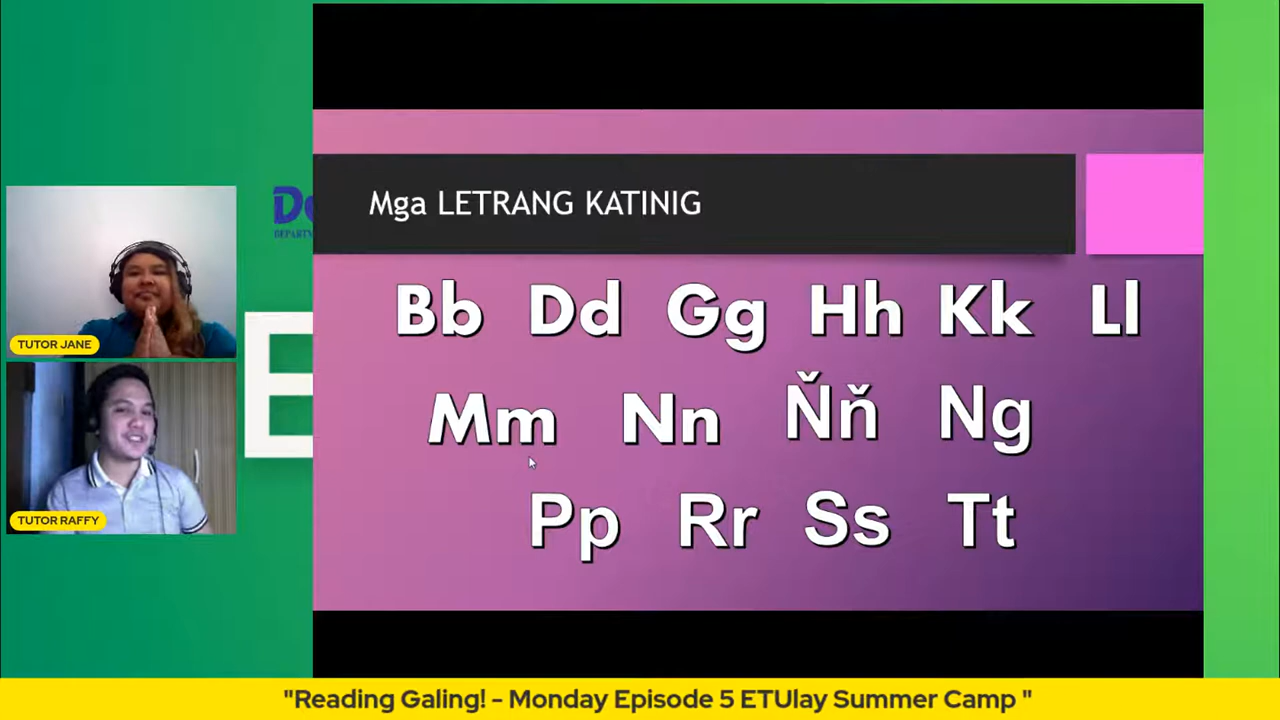 Mga LETRANG KATINIG
Bb Dd Gg Hh Kk Ll
Mm Nn Ňň Ng
Pp Rr Ss Tt
TUTOR JANE
TUTOR RAFFY
"Reading Galing! - Monday Episode 5 ETUlay Summer Camp "